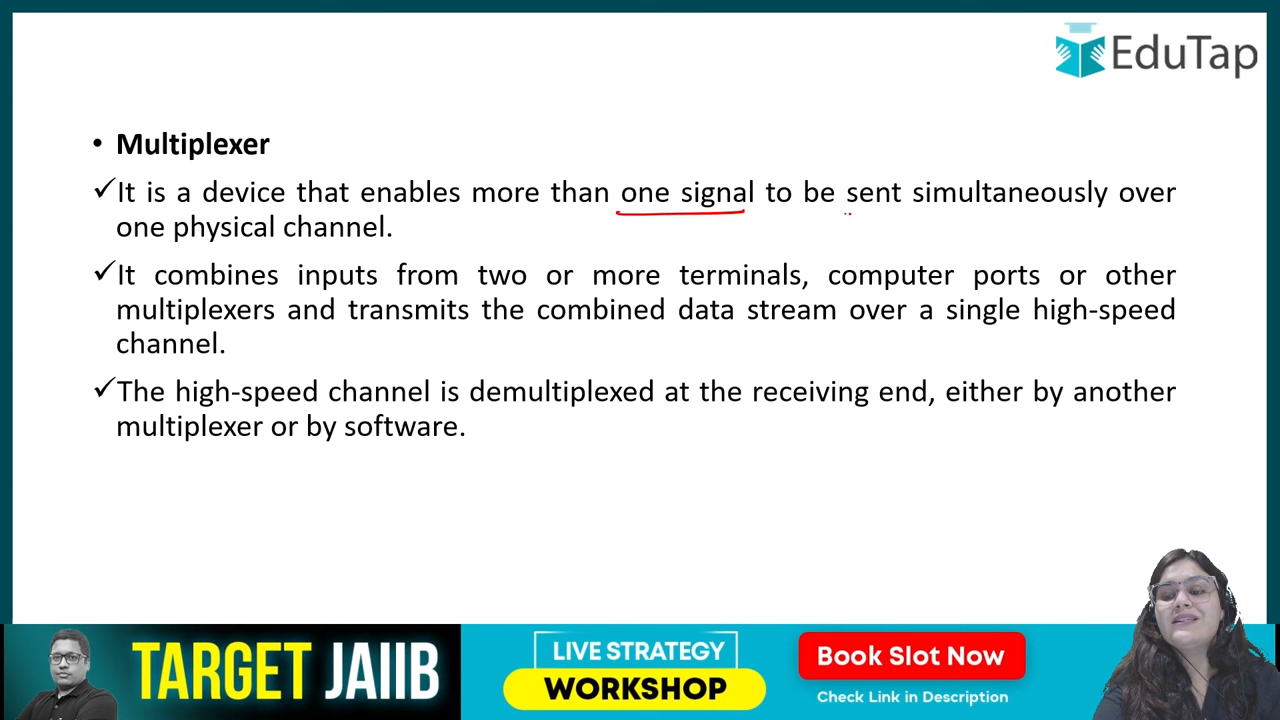 EduTap
• Multiplexer
✓It is a device that enables more than one signal to be sent simultaneously over
one physical channel.
✓It combines inputs from two or more terminals, computer ports or other
multiplexers and transmits the combined data stream over a single high-speed
channel.
✓The high-speed channel is demultiplexed at the receiving end, either by another
multiplexer or by software.
TARGET JAIIB
LIVE STRATEGY
WORKSHOP
Book Slot Now
Check Link in Description